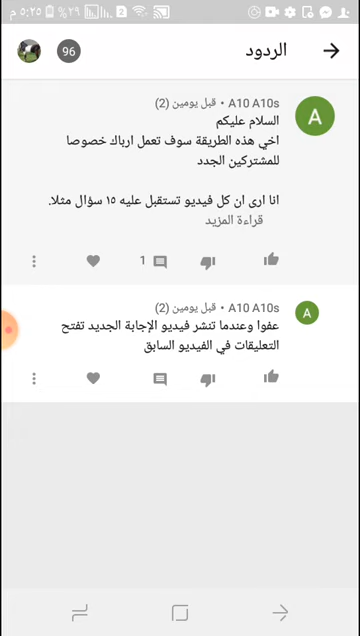 ٥:٢٥ م ٢٩%
الردود
96
A10 A10s • قبل يومين (2)
السلام عليكم
اخي هذه الطريقة سوف تعمل ارباك خصوصا
للمشتركين الجدد
انا ارى ان كل فيديو تستقبل عليه ١٥ سؤال مثلا.
قراءة المزيد
A
1
A10 A10s • قبل يومين (2)
عفوا وعندما تنشر فيديو الإجابة الجديد تفتح
التعليقات في الفيديو السابق
A